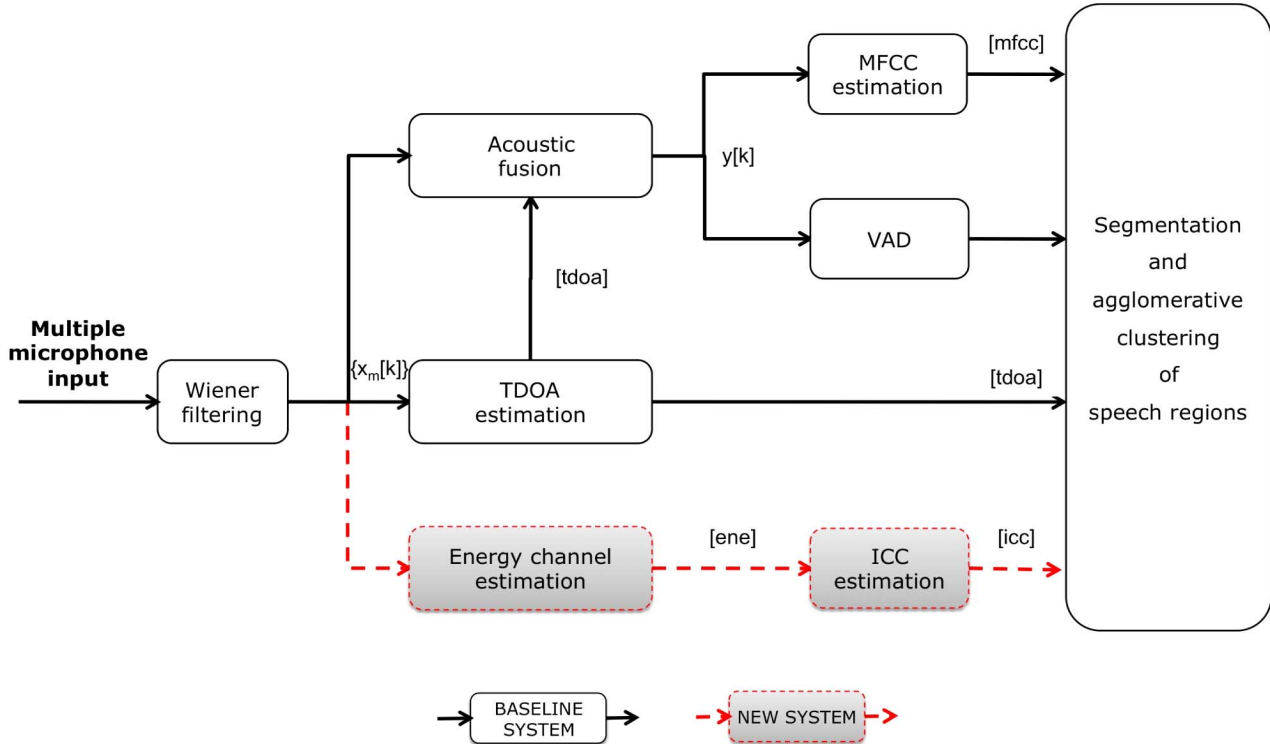 [mfcc]
MFCC
estimation
Acoustic
fusion
y[k]
VAD
Segmentation
and
agglomerative
clustering
of
speech regions
[tdoa]
Multiple
microphone
input
{xm[k]}
Wiener
filtering
TDOA
estimation
[tdoa]
Energy channel
estimation
[ene]
ICC
estimation
[icc]
BASELINE
SYSTEM
NEW SYSTEM